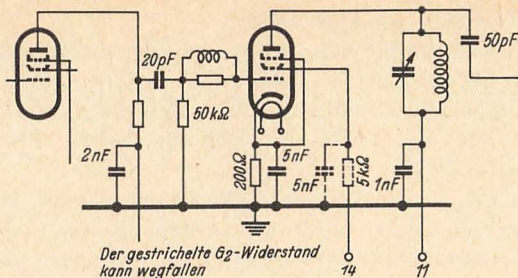 20pF
50pF
50kΩ
2nF
200Ω
5nF
5nF
5kΩ
1nF
Der gestrichelte G2-Widerstand
kann wegfallen
14
11